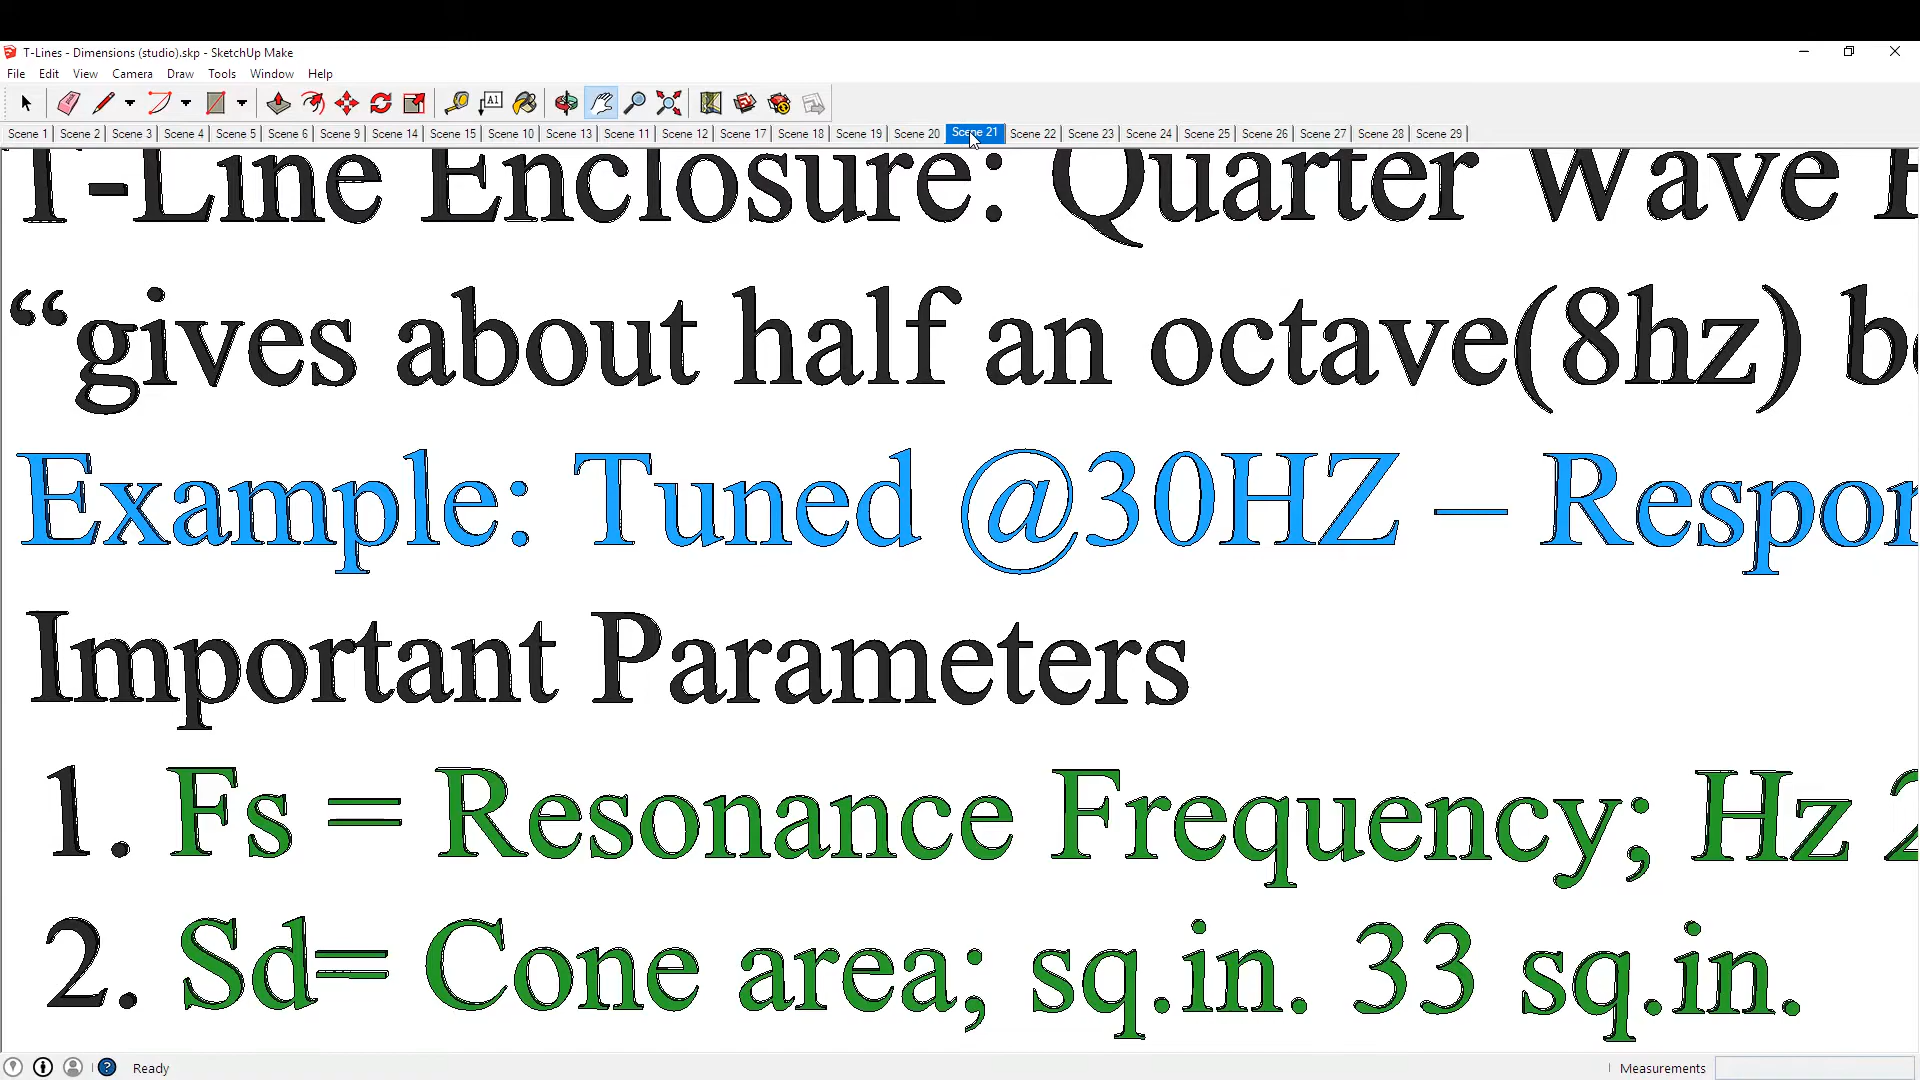 T-Lines - Dimensions (studio).skp - SketchUp Make
File Edit View Camera Draw Tools Window Help
A1
Scene 1 Scene 2 Scene 3 Scene 4 Scene 5 Scene 6 Scene 9 Scene 14 Scene 15 Scene 10 Scene 13 Scene 11 Scene 12 Scene 17 Scene 18 Scene 19 Scene 20 Scene 21 Scene 22 Scene 23 Scene 24 Scene 25 Scene 26 Scene 27 Scene 28 Scene 29
T-Line Enclosure: Quarter Wave
“gives about half an octave(8hz)
Example: Tuned @30HZ – Respon
Important Parameters
1. Fs = Resonance Frequency; Hz 2
2. Sd= Cone area; sq.in. 33 sq.in.
Ready
Measurements